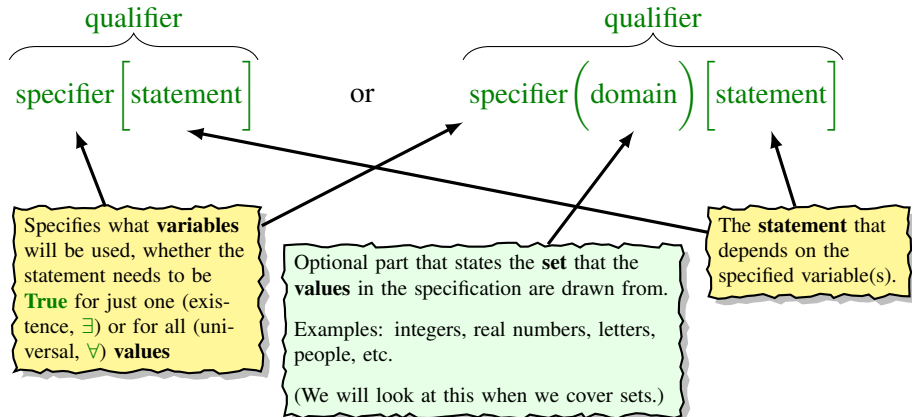 qualifier qualifier
specifier [statement] or specifier (domain) [statement]
Specifies what variables
will be used, whether the
statement needs to be
True for just one (exis-
tence, ∃) or for all (uni-
versal, ∀) values
Optional part that states the set that the
values in the specification are drawn from.
Examples: integers, real numbers, letters,
people, etc.
(We will look at this when we cover sets.)
The statement that
depends on the
specified variable(s).